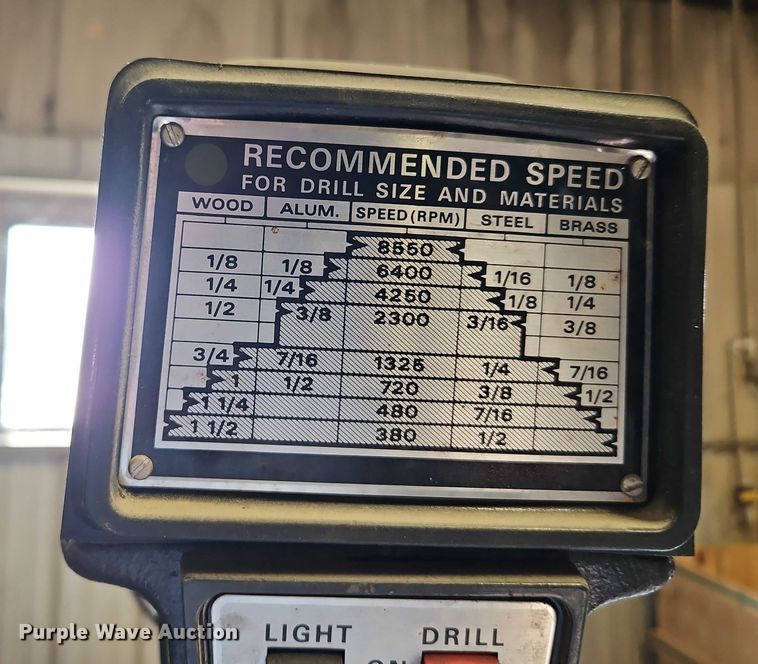 RECOMMENDED SPEED
FOR DRILL SIZE AND MATERIALS
WOOD ALUM. SPEED (RPM) STEEL BRASS
8550
1/8 1/8 6400 1/16 1/8
1/4 1/4 4250 1/8 1/4
1/2 3/8 2300 3/16 3/8
3/4 7/16 1325 1/4 7/16
1 1/2 720 3/8 1/2
1 1/4 480 7/16
1 1/2 380 1/2
LIGHT DRILL
ON
Purple Wave Auction